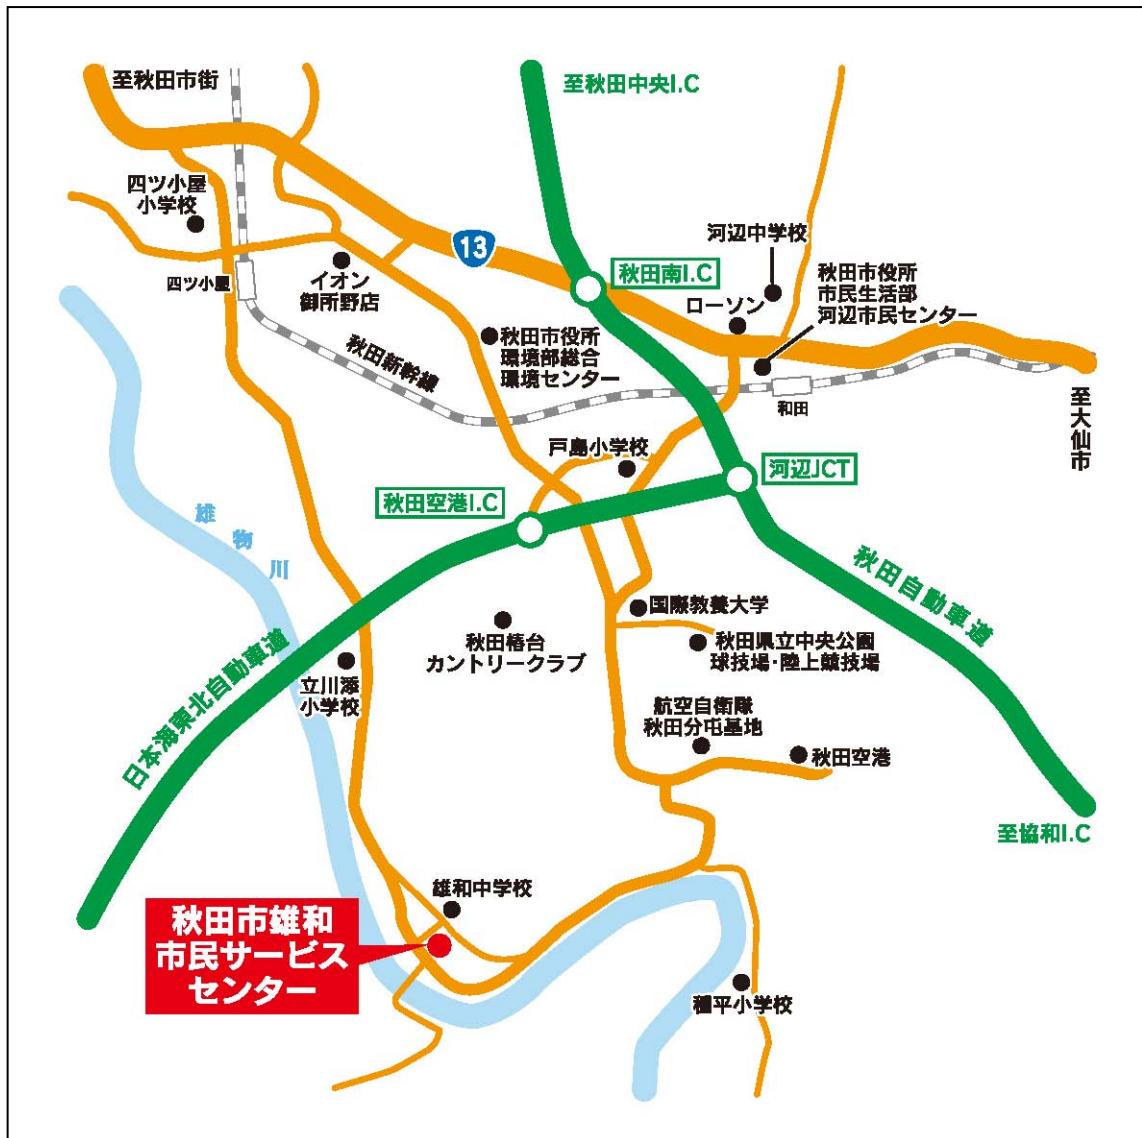 至秋田市街
至秋田中央I.C
四ツ小屋
小学校
13
河辺中学校
秋田南I.C
秋田市役所
市民生活部
河辺市民センター
四ツ小屋
イオン
御所野店
ローソン
秋田新幹線
秋田市役所
環境部総合
環境センター
和田
至大仙市
戸島小学校
河辺JCT
秋田空港I.C
雄物川
秋田自動車道
国際教養大学
秋田椿台
カントリークラブ
秋田県立中央公園
球技場・陸上競技場
立川添
小学校
日本海東北自動車道
航空自衛隊
秋田分屯基地
秋田空港
至協和I.C
雄和中学校
秋田市雄和
市民サービス
センター
種平小学校